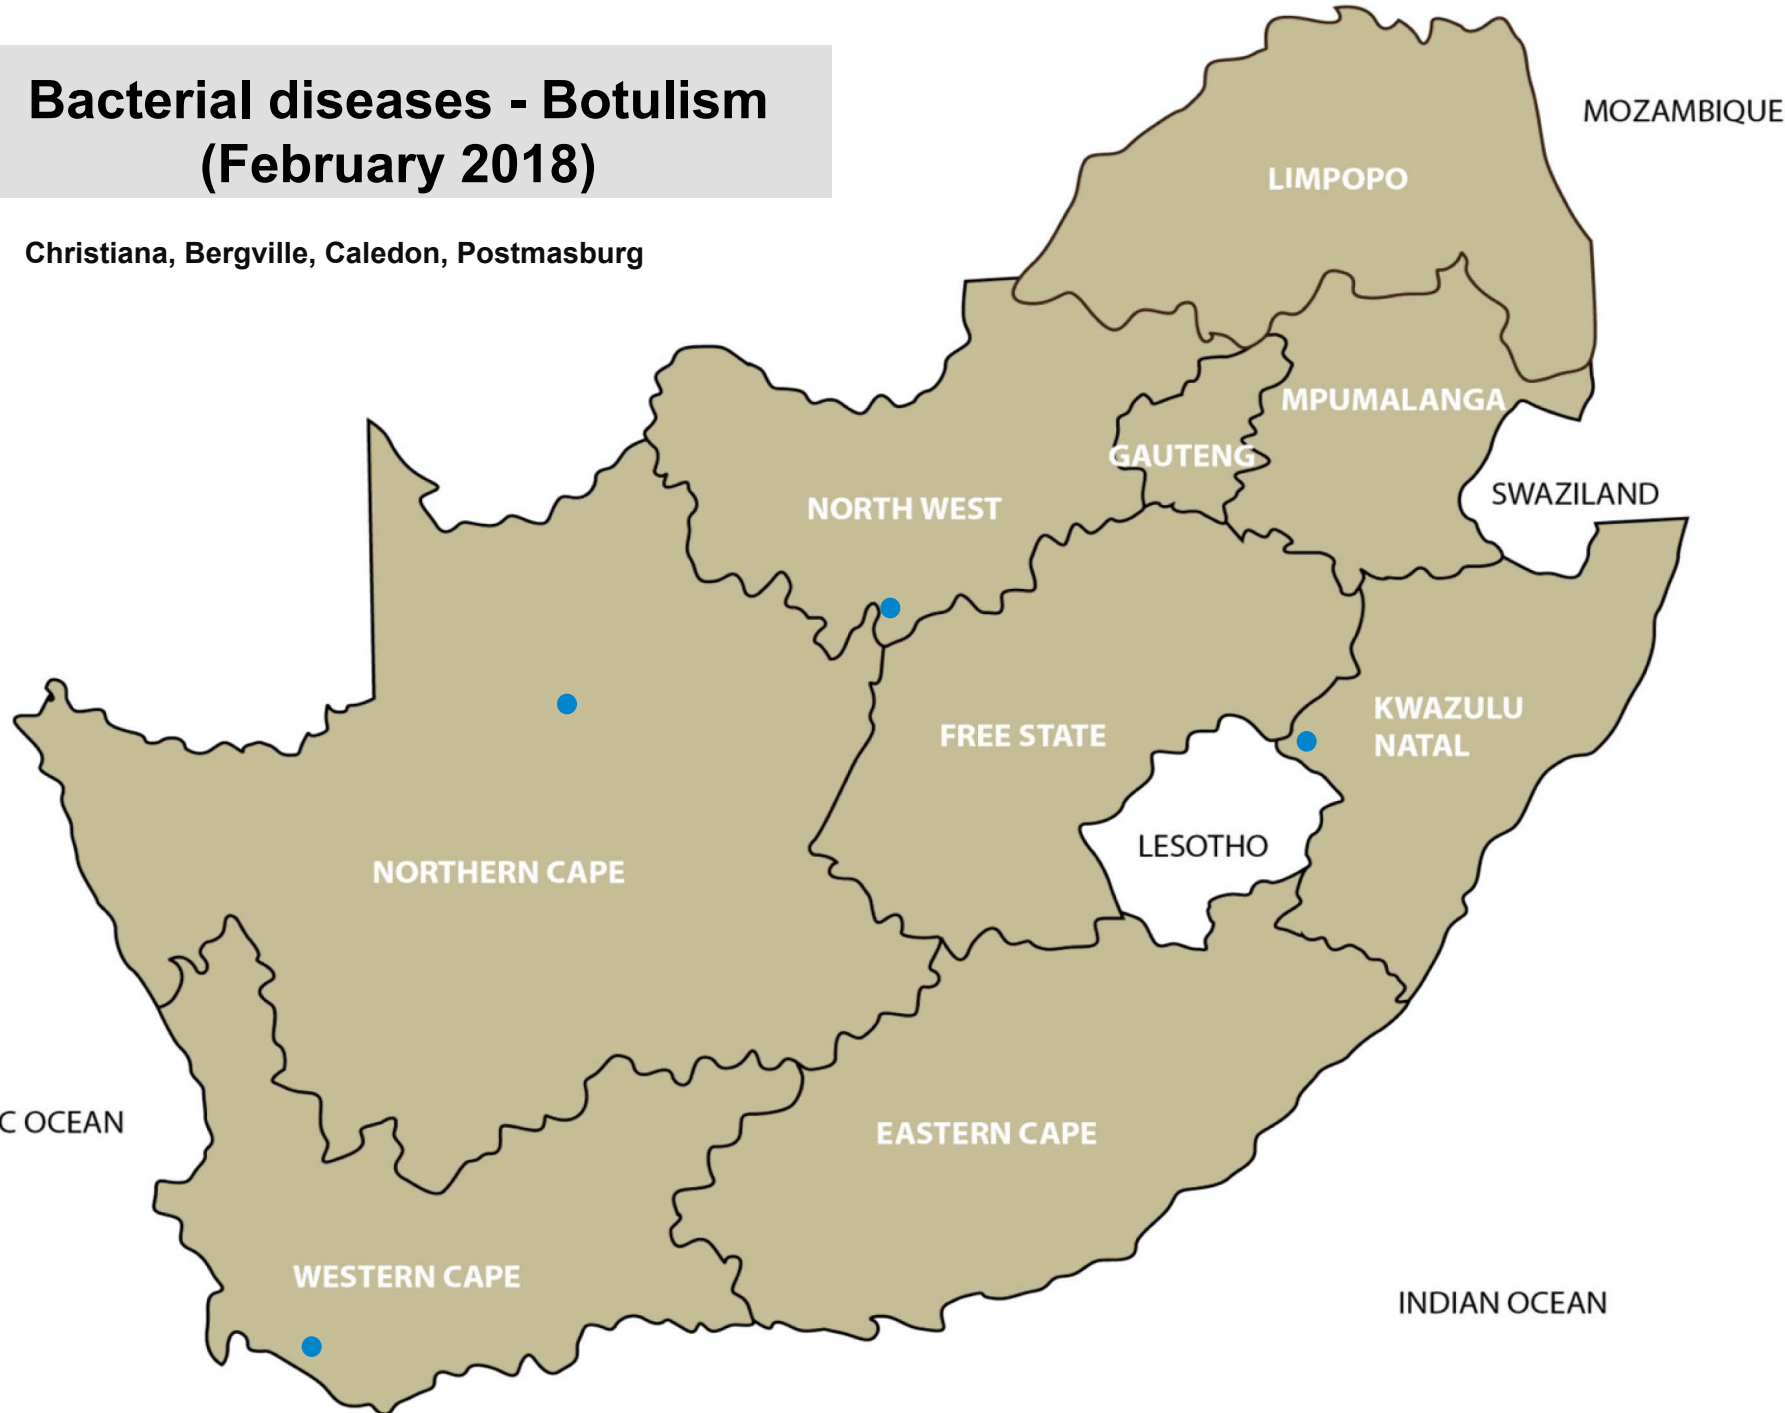 Bacterial diseases - Botulism
(February 2018)
Christiana, Bergville, Caledon, Postmasburg
MOZAMBIQUE
LIMPOPO
MPUMALANGA
GAUTENG
NORTH WEST
SWAZILAND
KWAZULU
NATAL
FREE STATE
LESOTHO
NORTHERN CAPE
C OCEAN
EASTERN CAPE
WESTERN CAPE
INDIAN OCEAN